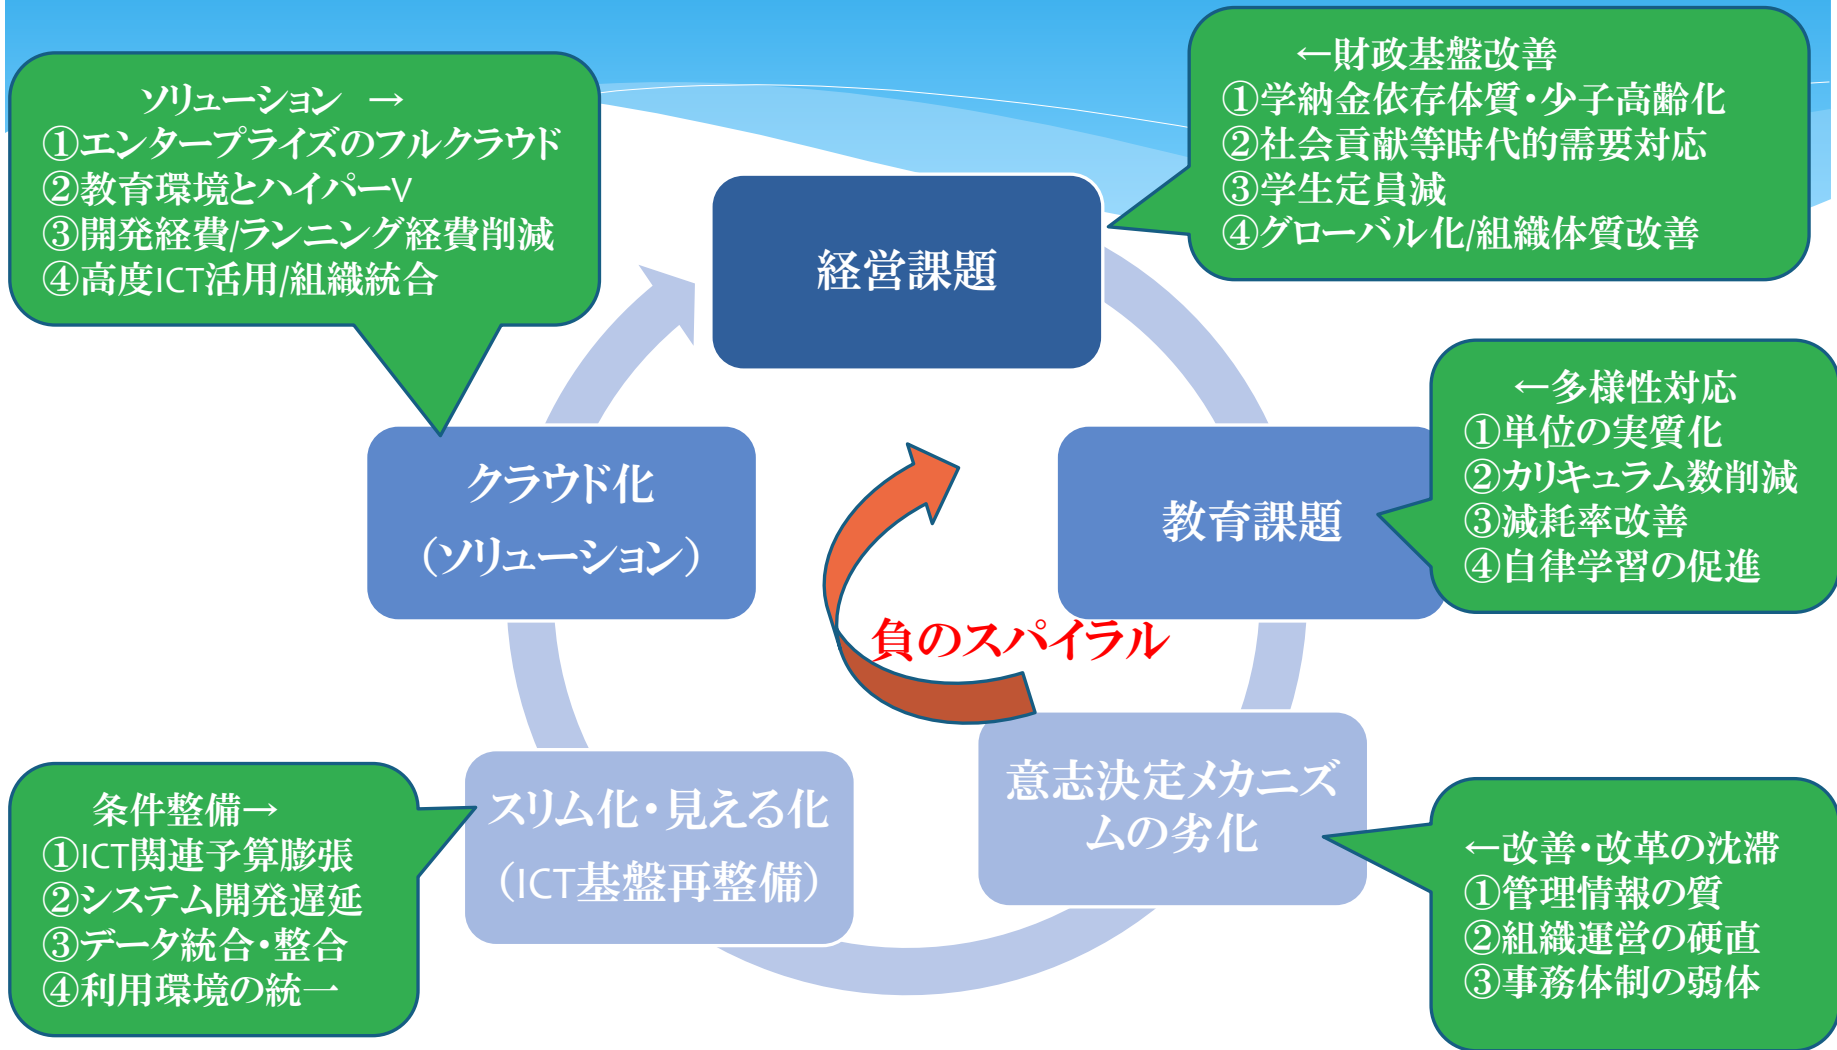 ソリューション →
①エンタープライズのフルクラウド
②教育環境とハイパーV
③開発経費/ランニング経費削減
④高度ICT活用/組織統合
←財政基盤改善
①学納金依存体質・少子高齢化
②社会貢献等時代的需要対応
③学生定員減
④グローバル化/組織体質改善
経営課題
←多様性対応
①単位の実質化
②カリキュラム数削減
③減耗率改善
④自律学習の促進
クラウド化
（ソリューション）
教育課題
負のスパイラル
意志決定メカニズ
ムの劣化
スリム化・見える化
（ICT基盤再整備）
条件整備→
①ICT関連予算膨張
②システム開発遅延
③データ統合・整合
④利用環境の統一
←改善・改革の沈滞
①管理情報の質
②組織運営の硬直
③事務体制の弱体